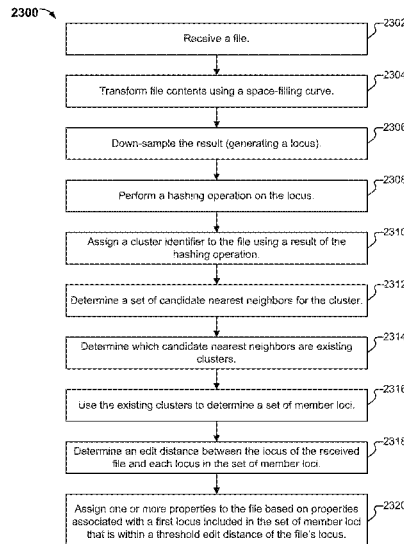 2300
2302
Receive a file.
2304
Transform file contents using a space-filling curve.
2306
Down-sample the result (generating a locus).
2308
Perform a hashing operation on the locus.
2310
Assign a cluster identifier to the file using a result of the
hashing operation.
2312
Determine a set of candidate nearest neighbors for the cluster.
2314
Determine which candidate nearest neighbors are existing
clusters.
2316
Use the existing clusters to determine a set of member loci.
2318
Determine an edit distance between the locus of the received
file and each locus in the set of member loci.
2320
Assign one or more properties to the file based on properties
associated with a first locus included in the set of member loci
that is within a threshold edit distance of the file's locus.